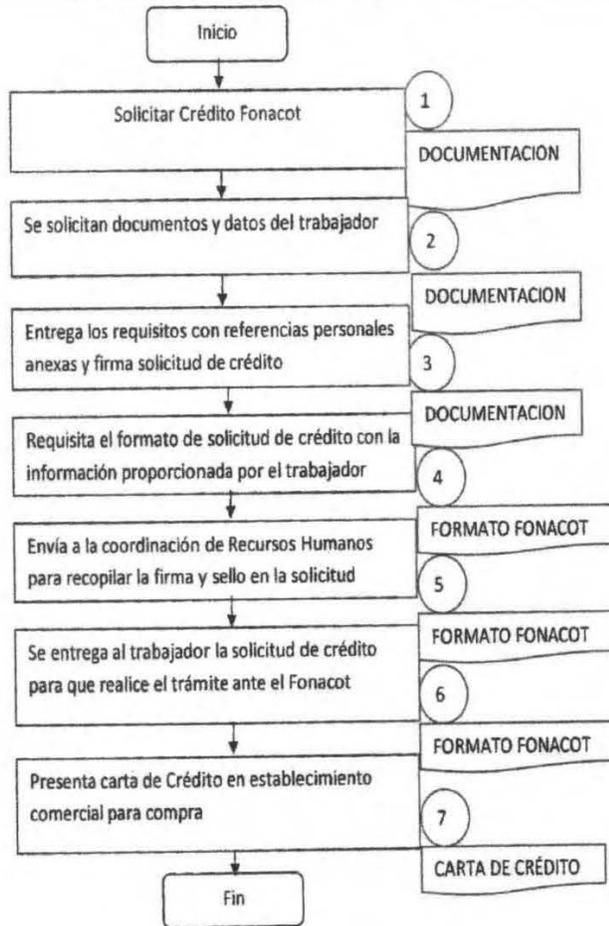 Inicio
Solicitar Crédito Fonacot
1
DOCUMENTACION
Se solicitan documentos y datos del trabajador
2
DOCUMENTACION
Entrega los requisitos con referencias personales
anexas y firma solicitud de crédito
3
DOCUMENTACION
Requisita el formato de solicitud de crédito con la
información proporcionada por el trabajador
4
FORMATO FONACOT
Envía a la coordinación de Recursos Humanos
para recopilar la firma y sello en la solicitud
5
FORMATO FONACOT
Se entrega al trabajador la solicitud de crédito
para que realice el trámite ante el Fonacot
6
FORMATO FONACOT
Presenta carta de Crédito en establecimiento
comercial para compra
7
CARTA DE CRÉDITO
Fin